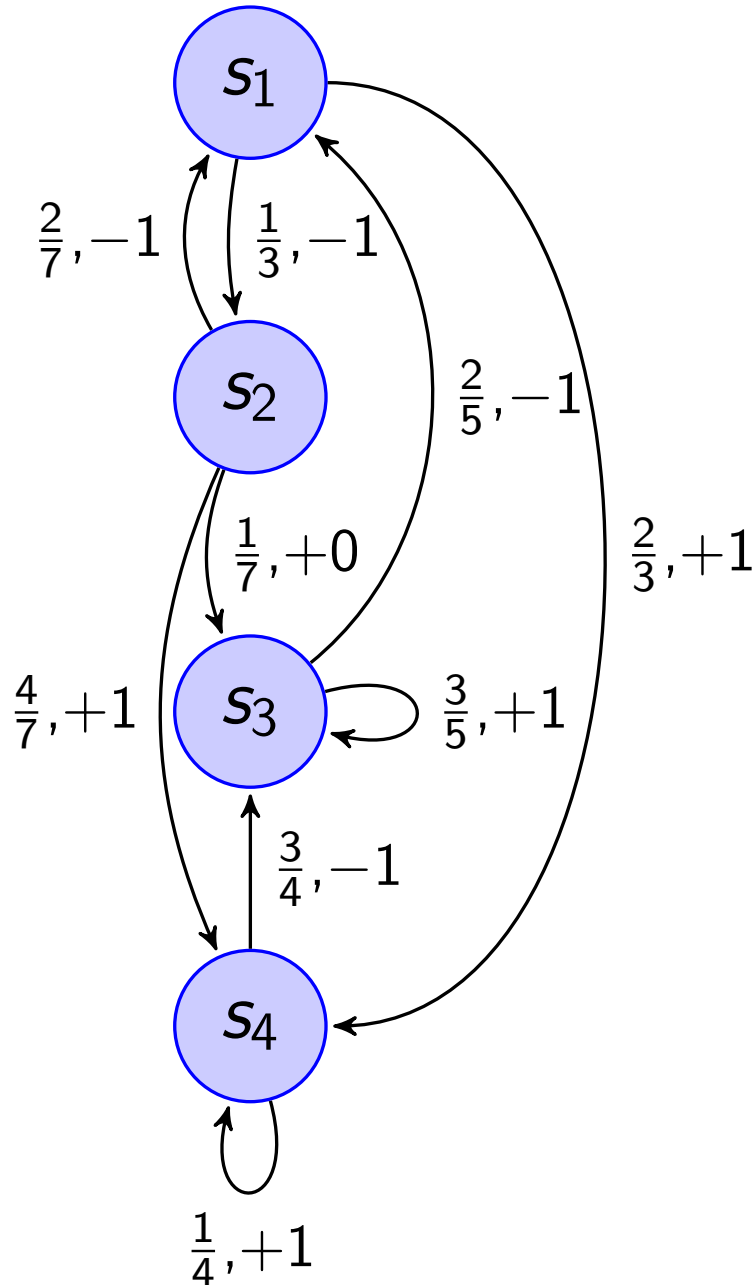 s₁
2/7,−1
1/3,−1
s₂
2/5,−1
1/7,+0
2/3,+1
4/7,+1
s₃
3/5,+1
3/4,−1
s₄
1/4,+1